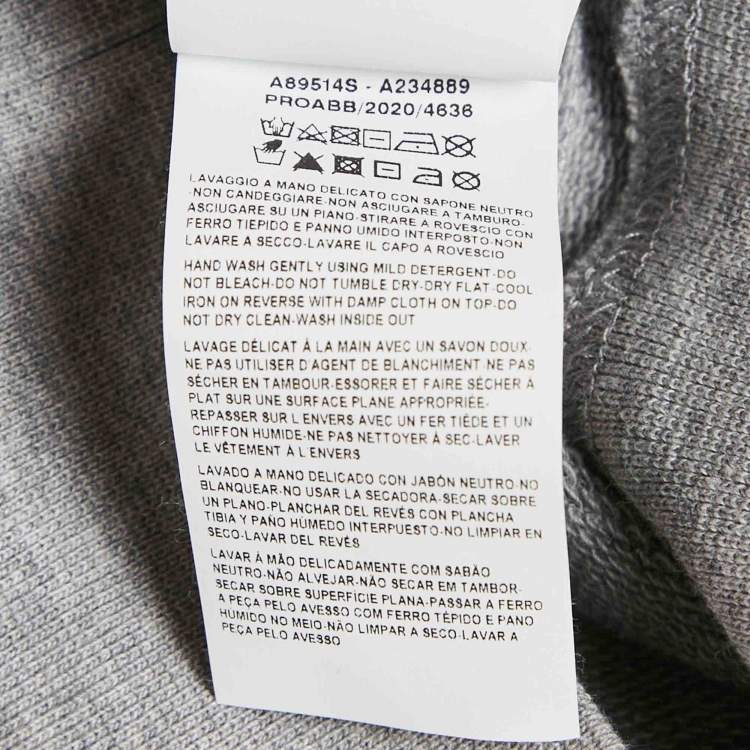 A89514S - A234889
PROABB/2020/4636
LAVAGGIO A MANO DELICATO CON SAPONE NEUTRO
-NON CANDEGGIARE-NON ASCIUGARE A TAMBURO-
ASCIUGARE SU UN PIANO-STIRARE A ROVESCIO CON
FERRO TIEPIDO E PANNO UMIDO INTERPOSTO-NON
LAVARE A SECCO-LAVARE IL CAPO A ROVESCIO
HAND WASH GENTLY USING MILD DETERGENT-DO
NOT BLEACH-DO NOT TUMBLE DRY-DRY FLAT-COOL
IRON ON REVERSE WITH DAMP CLOTH ON TOP-DO
NOT DRY CLEAN-WASH INSIDE OUT
LAVAGE DÉLICAT À LA MAIN AVEC UN SAVON DOUX-
NE PAS UTILISER D'AGENT DE BLANCHIMENT-NE PAS
SÉCHER EN TAMBOUR-ESSORER ET FAIRE SÉCHER À
PLAT SUR UNE SURFACE PLANE APPROPRIÉE-
REPASSER SUR L ENVERS AVEC UN FER TIÉDE ET UN
CHIFFON HUMIDE-NE PAS NETTOYER À SEC-LAVER
LE VÊTEMENT À L'ENVERS
LAVADO A MANO DELICADO CON JABÓN NEUTRO-NO
BLANQUEAR-NO USAR LA SECADORA-SECAR SOBRE
UN PLANO-PLANCHAR DEL REVÉS CON PLANCHA
TIBIA Y PAÑO HÚMEDO INTERPUESTO-NO LIMPIAR EN
SECO-LAVAR DEL REVÉS
LAVAR À MÃO DELICADAMENTE COM SABÃO
NEUTRO-NÃO ALVEJAR-NÃO SECAR EM TAMBOR-
SECAR SOBRE SUPERFÍCIE PLANA-PASSAR A FERRO
A PEÇA PELO AVESSO COM FERRO TÉPIDO E PANO
HÚMIDO NO MEIO-NÃO LIMPAR A SECO-LAVAR A
PEÇA PELO AVESSO